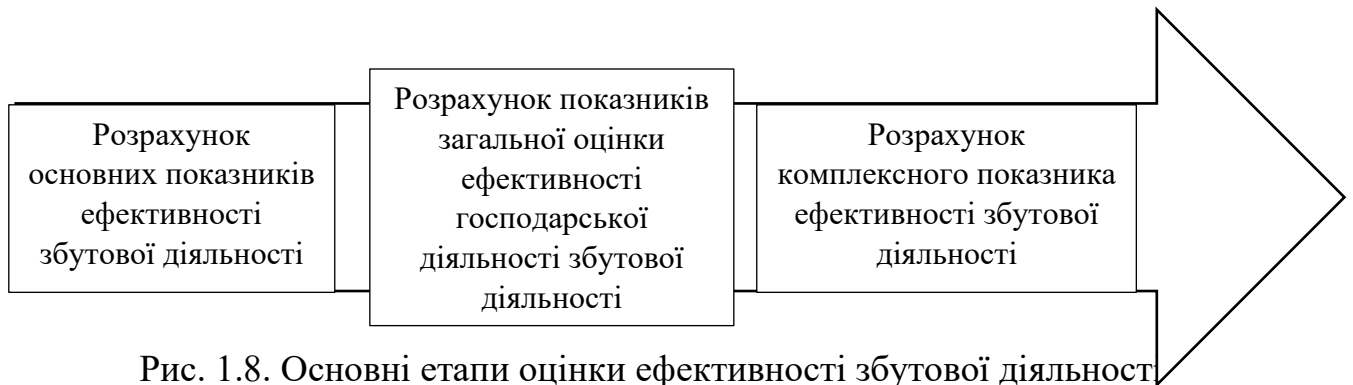 Розрахунок
основних показників
ефективності
збутової діяльності
Розрахунок показників
загальної оцінки
ефективності
господарської
діяльності збутової
діяльності
Розрахунок
комплексного показника
ефективності збутової
діяльності
Рис. 1.8. Основні етапи оцінки ефективності збутової діяльності